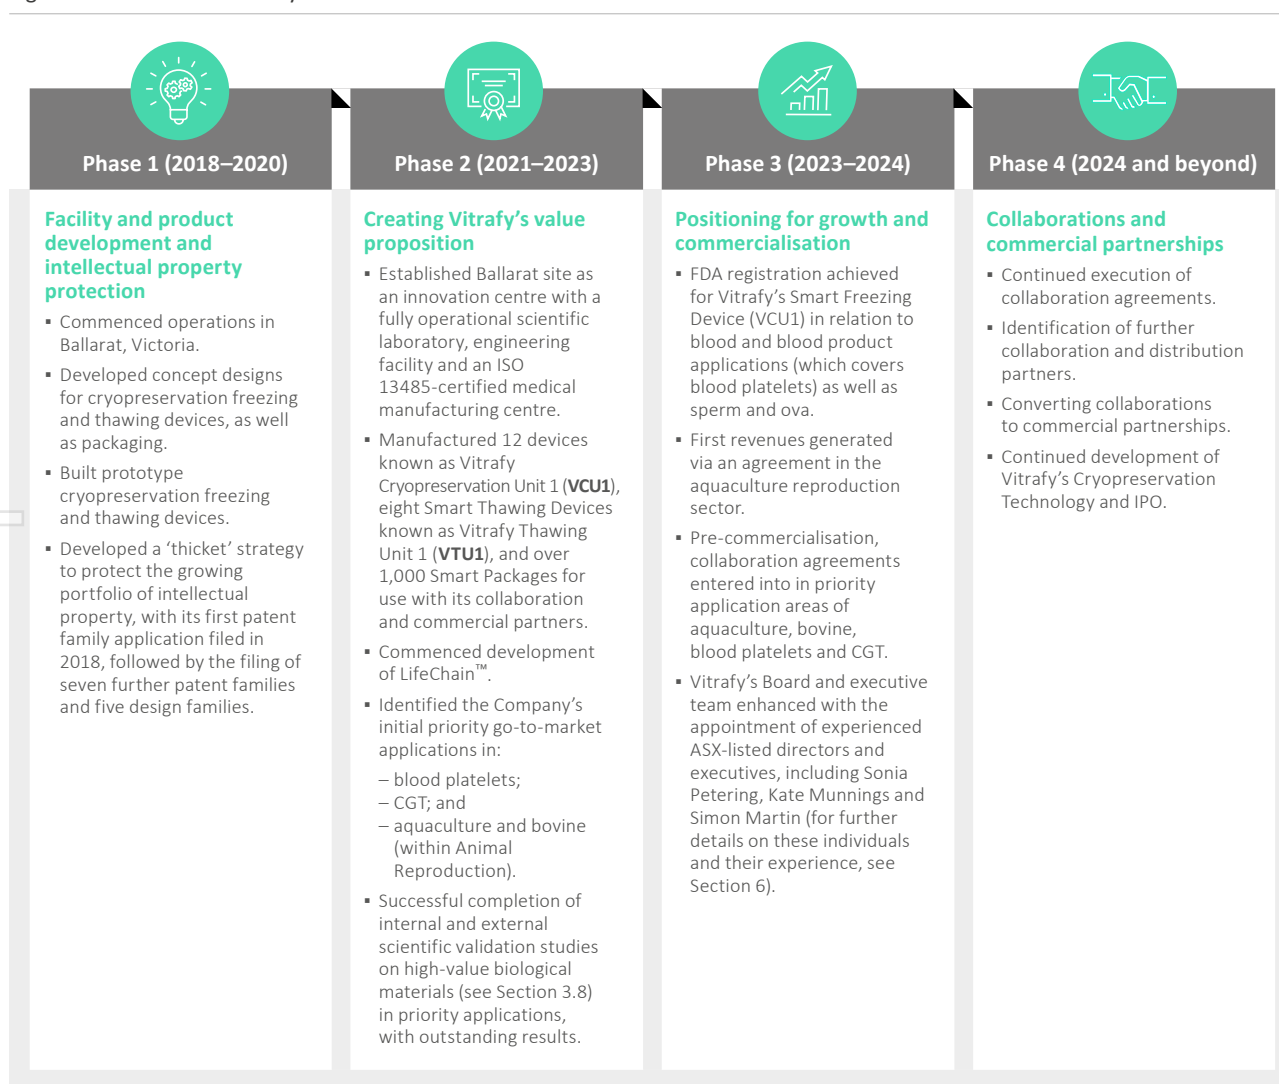 Phase 1 (2018–2020)
Facility and product
development and
intellectual property
protection
▪ Commenced operations in
Ballarat, Victoria.
▪ Developed concept designs
for cryopreservation freezing
and thawing devices, as well
as packaging.
▪ Built prototype
cryopreservation freezing
and thawing devices.
▪ Developed a ‘thicket’ strategy
to protect the growing
portfolio of intellectual
property, with its first patent
family application filed in
2018, followed by the filing of
seven further patent families
and five design families.
Phase 2 (2021–2023)
Creating Vitrafy’s value
proposition
▪ Established Ballarat site as
an innovation centre with a
fully operational scientific
laboratory, engineering
facility and an ISO
13485-certified medical
manufacturing centre.
▪ Manufactured 12 devices
known as Vitrafy
Cryopreservation Unit 1 (VCU1),
eight Smart Thawing Devices
known as Vitrafy Thawing
Unit 1 (VTU1), and over
1,000 Smart Packages for
use with its collaboration
and commercial partners.
▪ Commenced development
of LifeChain™.
▪ Identified the Company’s
initial priority go-to-market
applications in:
– blood platelets;
– CGT; and
– aquaculture and bovine
(within Animal
Reproduction).
▪ Successful completion of
internal and external
scientific validation studies
on high-value biological
materials (see Section 3.8)
in priority applications,
with outstanding results.
Phase 3 (2023–2024)
Positioning for growth and
commercialisation
▪ FDA registration achieved
for Vitrafy’s Smart Freezing
Device (VCU1) in relation to
blood and blood product
applications (which covers
blood platelets) as well as
sperm and ova.
▪ First revenues generated
via an agreement in the
aquaculture reproduction
sector.
▪ Pre-commercialisation,
collaboration agreements
entered into in priority
application areas of
aquaculture, bovine,
blood platelets and CGT.
▪ Vitrafy’s Board and executive
team enhanced with the
appointment of experienced
ASX-listed directors and
executives, including Sonia
Petering, Kate Munnings and
Simon Martin (for further
details on these individuals
and their experience, see
Section 6).
Phase 4 (2024 and beyond)
Collaborations and
commercial partnerships
▪ Continued execution of
collaboration agreements.
▪ Identification of further
collaboration and distribution
partners.
▪ Converting collaborations
to commercial partnerships.
▪ Continued development of
Vitrafy’s Cryopreservation
Technology and IPO.